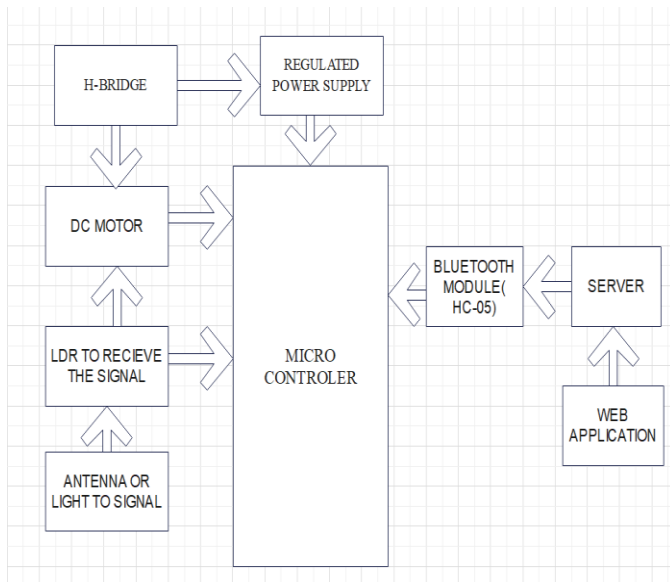 H-BRIDGE
REGULATED
POWER SUPPLY
DC MOTOR
LDR TO RECIEVE
THE SIGNAL
ANTENNA OR
LIGHT TO SIGNAL
MICRO
CONTROLER
BLUETOOTH
MODULE(
HC-05)
SERVER
WEB
APPLICATION